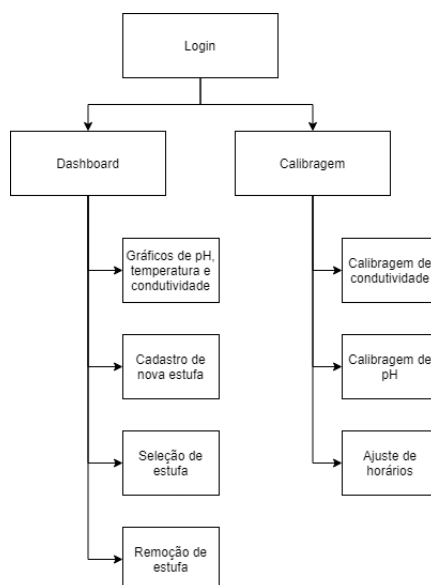 Login
Dashboard
Calibragem
Gráficos de pH,
temperatura e
condutividade
Calibragem de
condutividade
Cadastro de
nova estufa
Calibragem de
pH
Seleção de
estufa
Ajuste de
horários
Remoção de
estufa